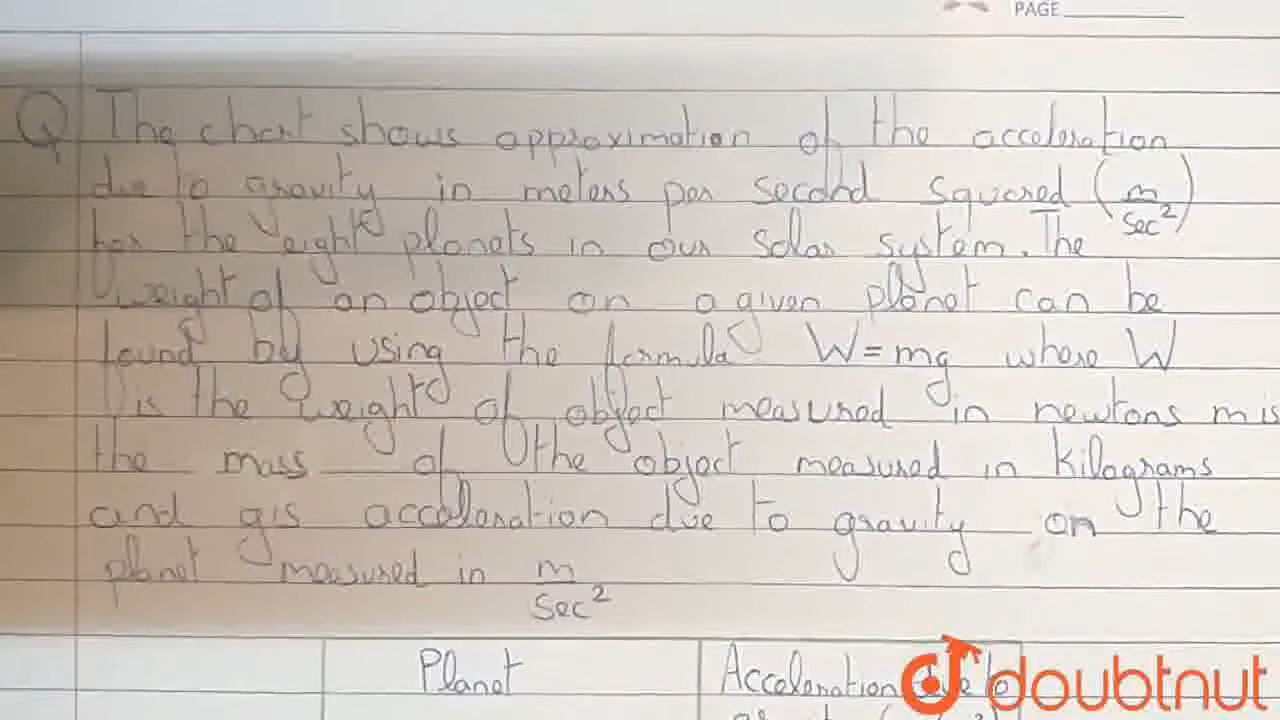 PAGE
Q The chart shows approximation of the acceleration
due to gravity in meters per second squared (m/sec²)
for the eight planets in our solar system. The
weight of an object on a given planet can be
found by using the formula W = mg where W
is the weight of object measured in newtons m is
the mass of the object measured in kilograms
and g is acceleration due to gravity on the
planet measured in m/sec²
Planet Acceleration due to
doubtnut